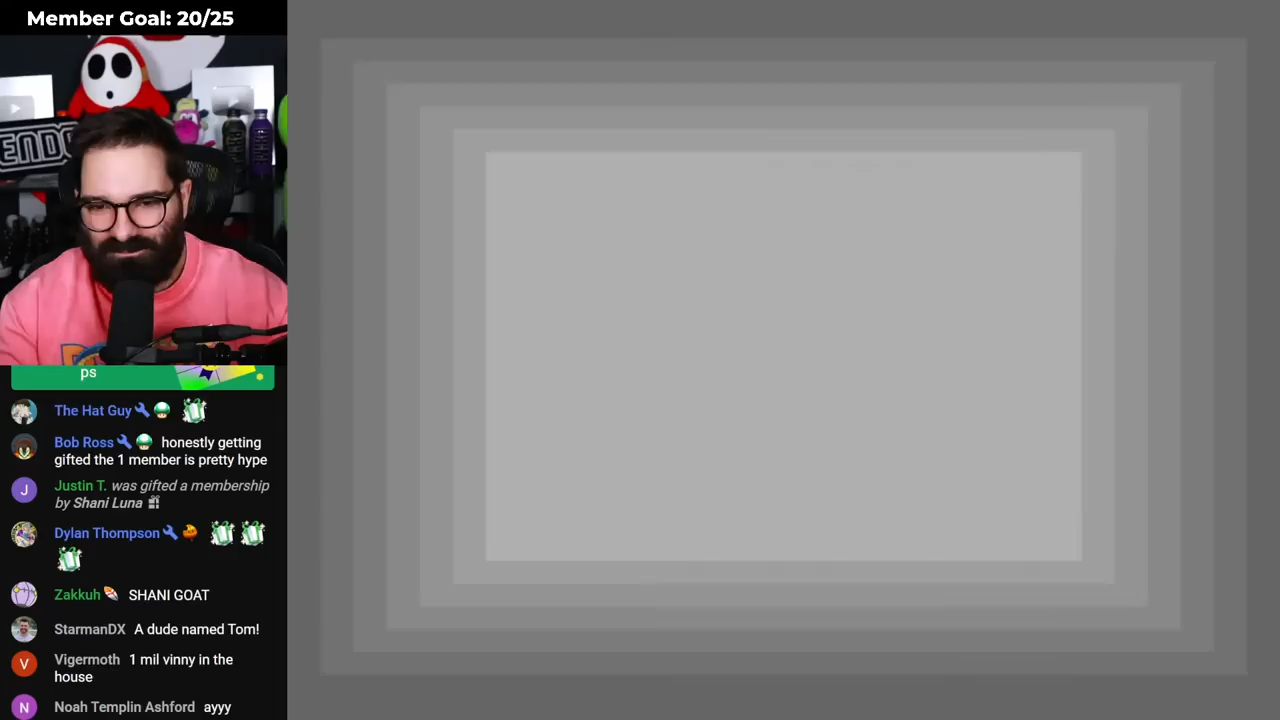 Member Goal: 20/25
ENDO
ps
The Hat Guy
Bob Ross honestly getting
gifted the 1 member is pretty hype
Justin T. was gifted a membership
by Shani Luna
Dylan Thompson
Zakkuh SHANI GOAT
StarmanDX A dude named Tom!
Vigermoth 1 mil vinny in the
house
Noah Templin Ashford ayyy